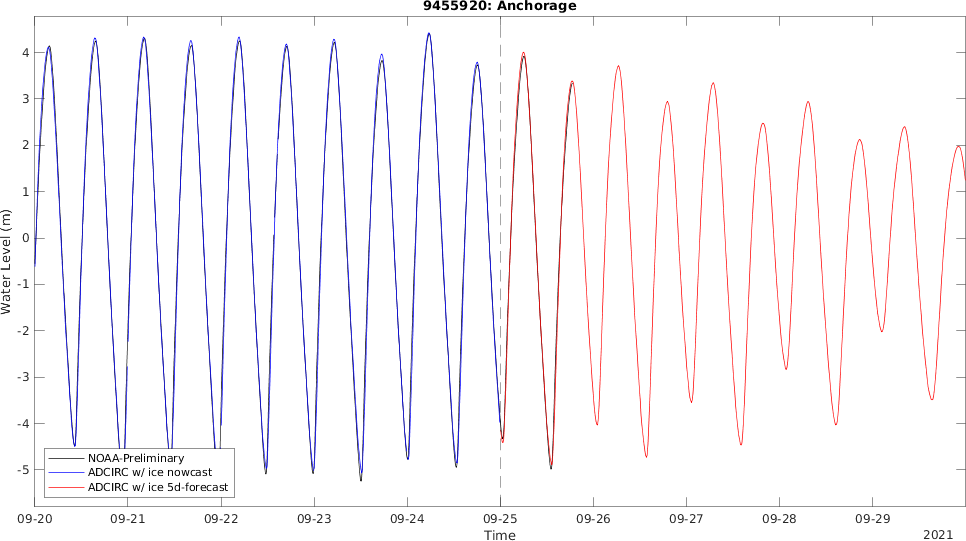 9455920: Anchorage
4
3
2
1
0
-1
-2
-3
-4
-5
Water Level (m)
NOAA-Preliminary
ADCIRC w/ ice nowcast
ADCIRC w/ ice 5d-forecast
09-20 09-21 09-22 09-23 09-24 09-25 09-26 09-27 09-28 09-29
Time
2021